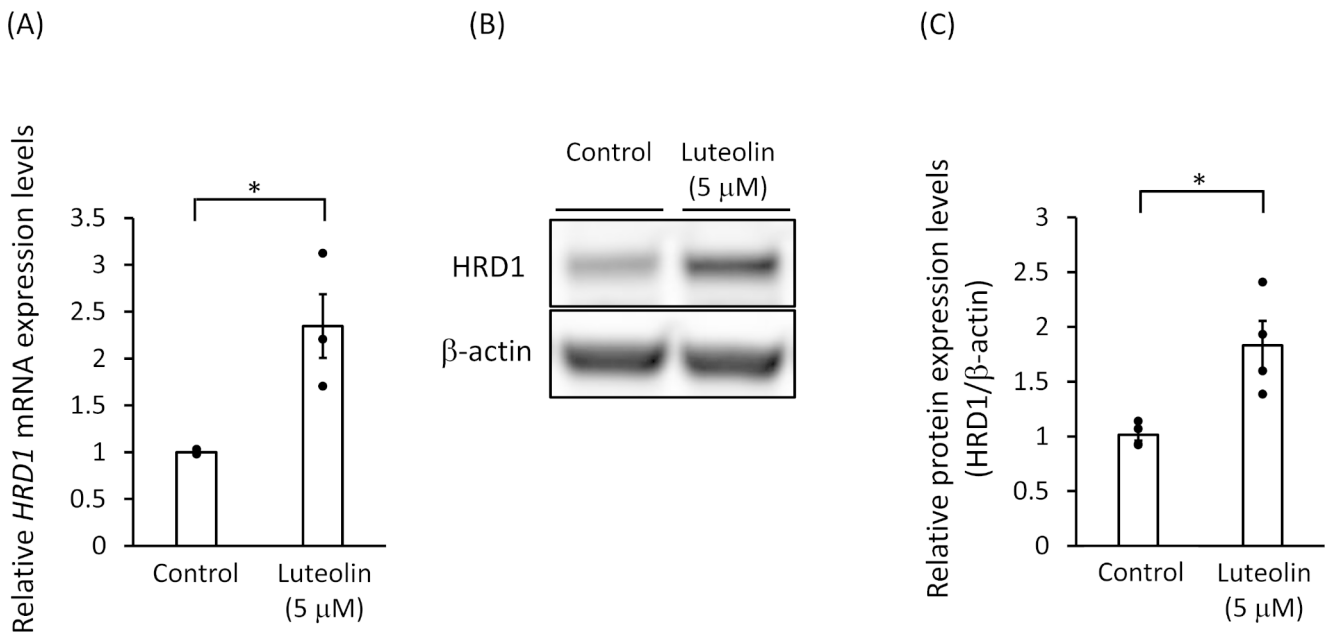 (A)
Relative HRD1 mRNA expression levels
*
3.5
3
2.5
2
1.5
1
0.5
0
Control
Luteolin
(5 μM)
(B)
Control
Luteolin
(5 μM)
HRD1
β-actin
(C)
Relative protein expression levels
(HRD1/β-actin)
*
3
2.5
2
1.5
1
0.5
0
Control
Luteolin
(5 μM)